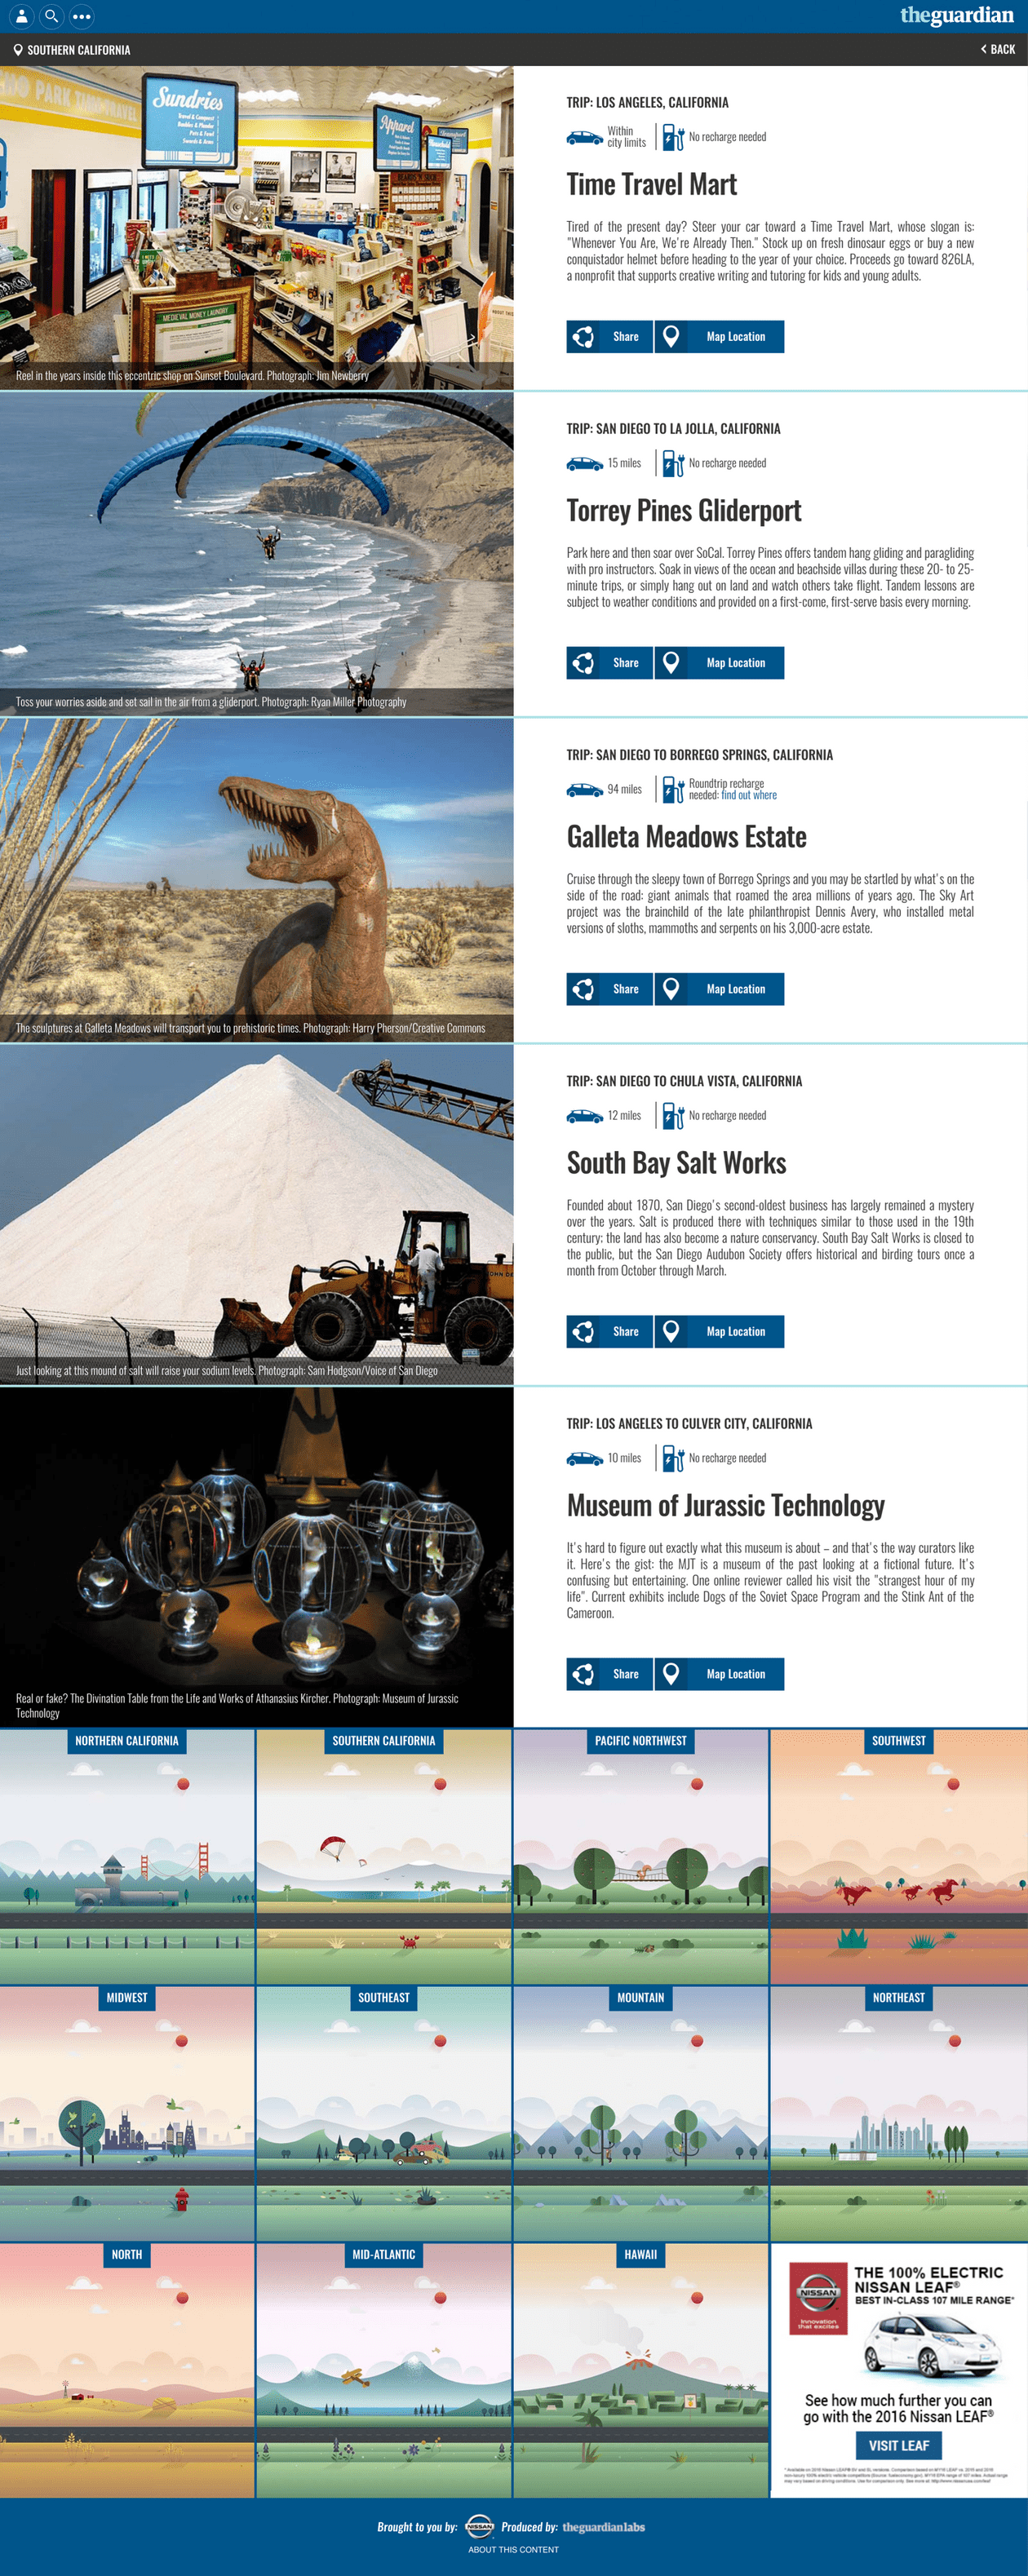 theguardian
SOUTHERN CALIFORNIA
< BACK
Sundries
Apparel
MEDIEVAL MONEY LAUNDRY
Reel in the years inside this eccentric shop on Sunset Boulevard. Photograph: Jim Newberry
TRIP: LOS ANGELES, CALIFORNIA
Within
city limits
No recharge needed
Time Travel Mart
Tired of the present day? Steer your car toward a Time Travel Mart, whose slogan is:
"Whenever You Are, We're Already Then." Stock up on fresh dinosaur eggs or buy a new
conquistador helmet before heading to the year of your choice. Proceeds go toward 826LA,
a nonprofit that supports creative writing and tutoring for kids and young adults.
Share
Map Location
Toss your worries aside and set sail in the air from a gliderport. Photograph: Ryan Miller Photography
TRIP: SAN DIEGO TO LA JOLLA, CALIFORNIA
15 miles
No recharge needed
Torrey Pines Gliderport
Park here and then soar over SoCal. Torrey Pines offers tandem hang gliding and paragliding
with pro instructors. Soak in views of the ocean and beachside villas during these 20- to 25-
minute trips, or simply hang out on land and watch others take flight. Tandem lessons are
subject to weather conditions and provided on a first-come, first-serve basis every morning.
Share
Map Location
The sculptures at Galleta Meadows will transport you to prehistoric times. Photograph: Harry Pherson/Creative Commons
TRIP: SAN DIEGO TO BORREGO SPRINGS, CALIFORNIA
94 miles
Roundtrip recharge
needed: find out where
Galleta Meadows Estate
Cruise through the sleepy town of Borrego Springs and you may be startled by what's on the
side of the road: giant animals that roamed the area millions of years ago. The Sky Art
project was the brainchild of the late philanthropist Dennis Avery, who installed metal
versions of sloths, mammoths and serpents on his 3,000-acre estate.
Share
Map Location
Just looking at this mound of salt will raise your sodium levels. Photograph: Sam Hodgson/Voice of San Diego
TRIP: SAN DIEGO TO CHULA VISTA, CALIFORNIA
12 miles
No recharge needed
South Bay Salt Works
Founded about 1870, San Diego's second-oldest business has largely remained a mystery
over the years. Salt is produced there with techniques similar to those used in the 19th
century; the land has also become a nature conservancy. South Bay Salt Works is closed to
the public, but the San Diego Audubon Society offers historical and birding tours once a
month from October through March.
Share
Map Location
Real or fake? The Divination Table from the Life and Works of Athanasius Kircher. Photograph: Museum of Jurassic
Technology
TRIP: LOS ANGELES TO CULVER CITY, CALIFORNIA
10 miles
No recharge needed
Museum of Jurassic Technology
It's hard to figure out exactly what this museum is about – and that's the way curators like
it. Here's the gist: the MJT is a museum of the past looking at a fictional future. It's
confusing but entertaining. One online reviewer called his visit the "strangest hour of my
life". Current exhibits include Dogs of the Soviet Space Program and the Stink Ant of the
Cameroon.
Share
Map Location
NORTHERN CALIFORNIA
SOUTHERN CALIFORNIA
PACIFIC NORTHWEST
SOUTHWEST
MIDWEST
SOUTHEAST
MOUNTAIN
NORTHEAST
NORTH
MID-ATLANTIC
HAWAII
NISSAN
Innovation
that excites
THE 100% ELECTRIC
NISSAN LEAF®
BEST IN-CLASS 107 MILE RANGE*
See how much further you can
go with the 2016 Nissan LEAF®
VISIT LEAF
Brought to you by: NISSAN Produced by: theguardianlabs
ABOUT THIS CONTENT